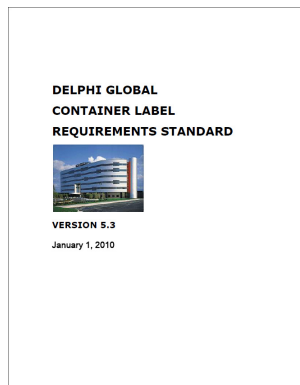 DELPHI GLOBAL
CONTAINER LABEL
REQUIREMENTS STANDARD
VERSION 5.3
January 1, 2010